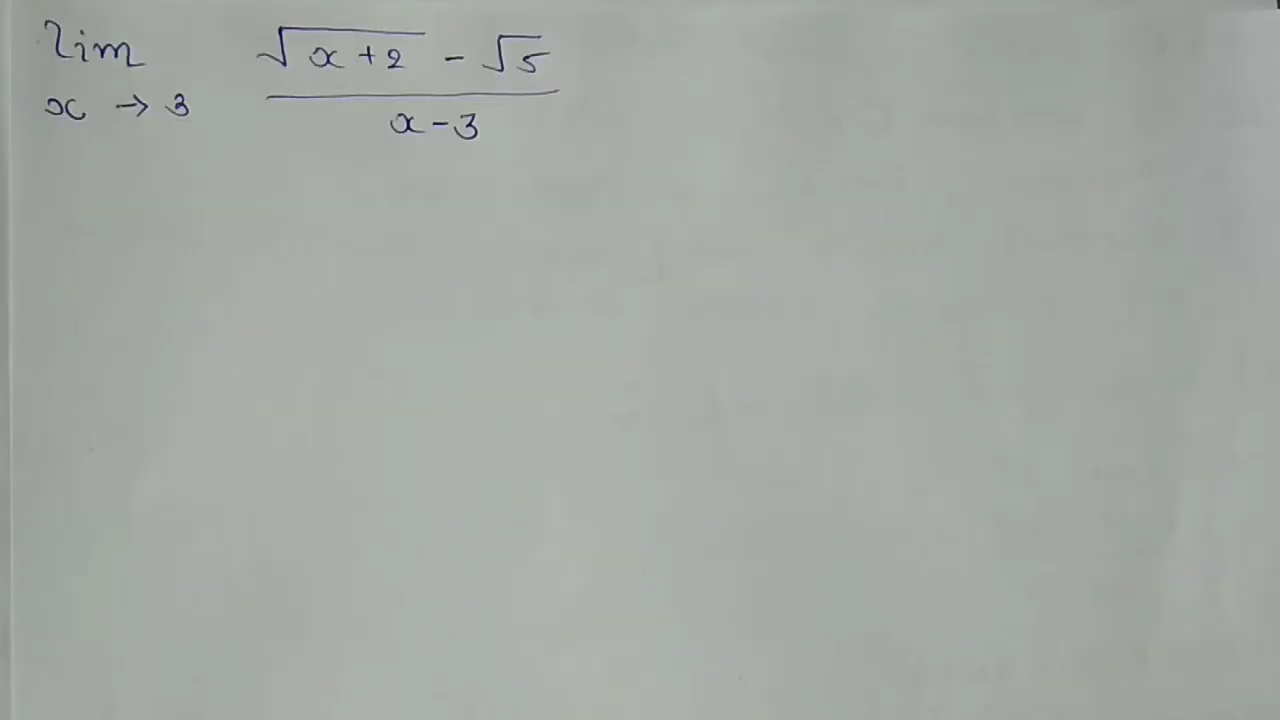 lim √(x+2) - √5
x → 3 x - 3